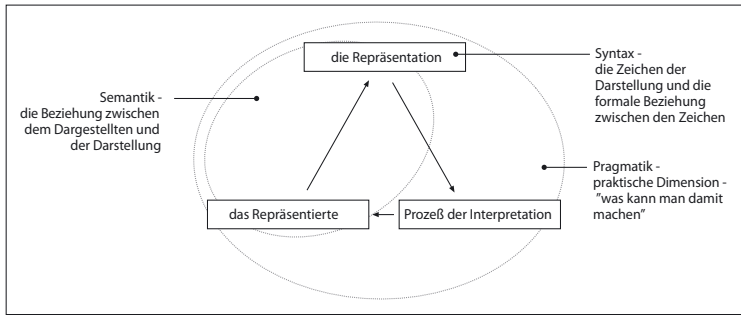 die Repräsentation
Syntax -
die Zeichen der
Darstellung und die
formale Beziehung
zwischen den Zeichen
Semantik -
die Beziehung zwischen
dem Dargestellten und
der Darstellung
Pragmatik -
praktische Dimension -
"was kann man damit
machen"
das Repräsentierte
Prozeß der Interpretation